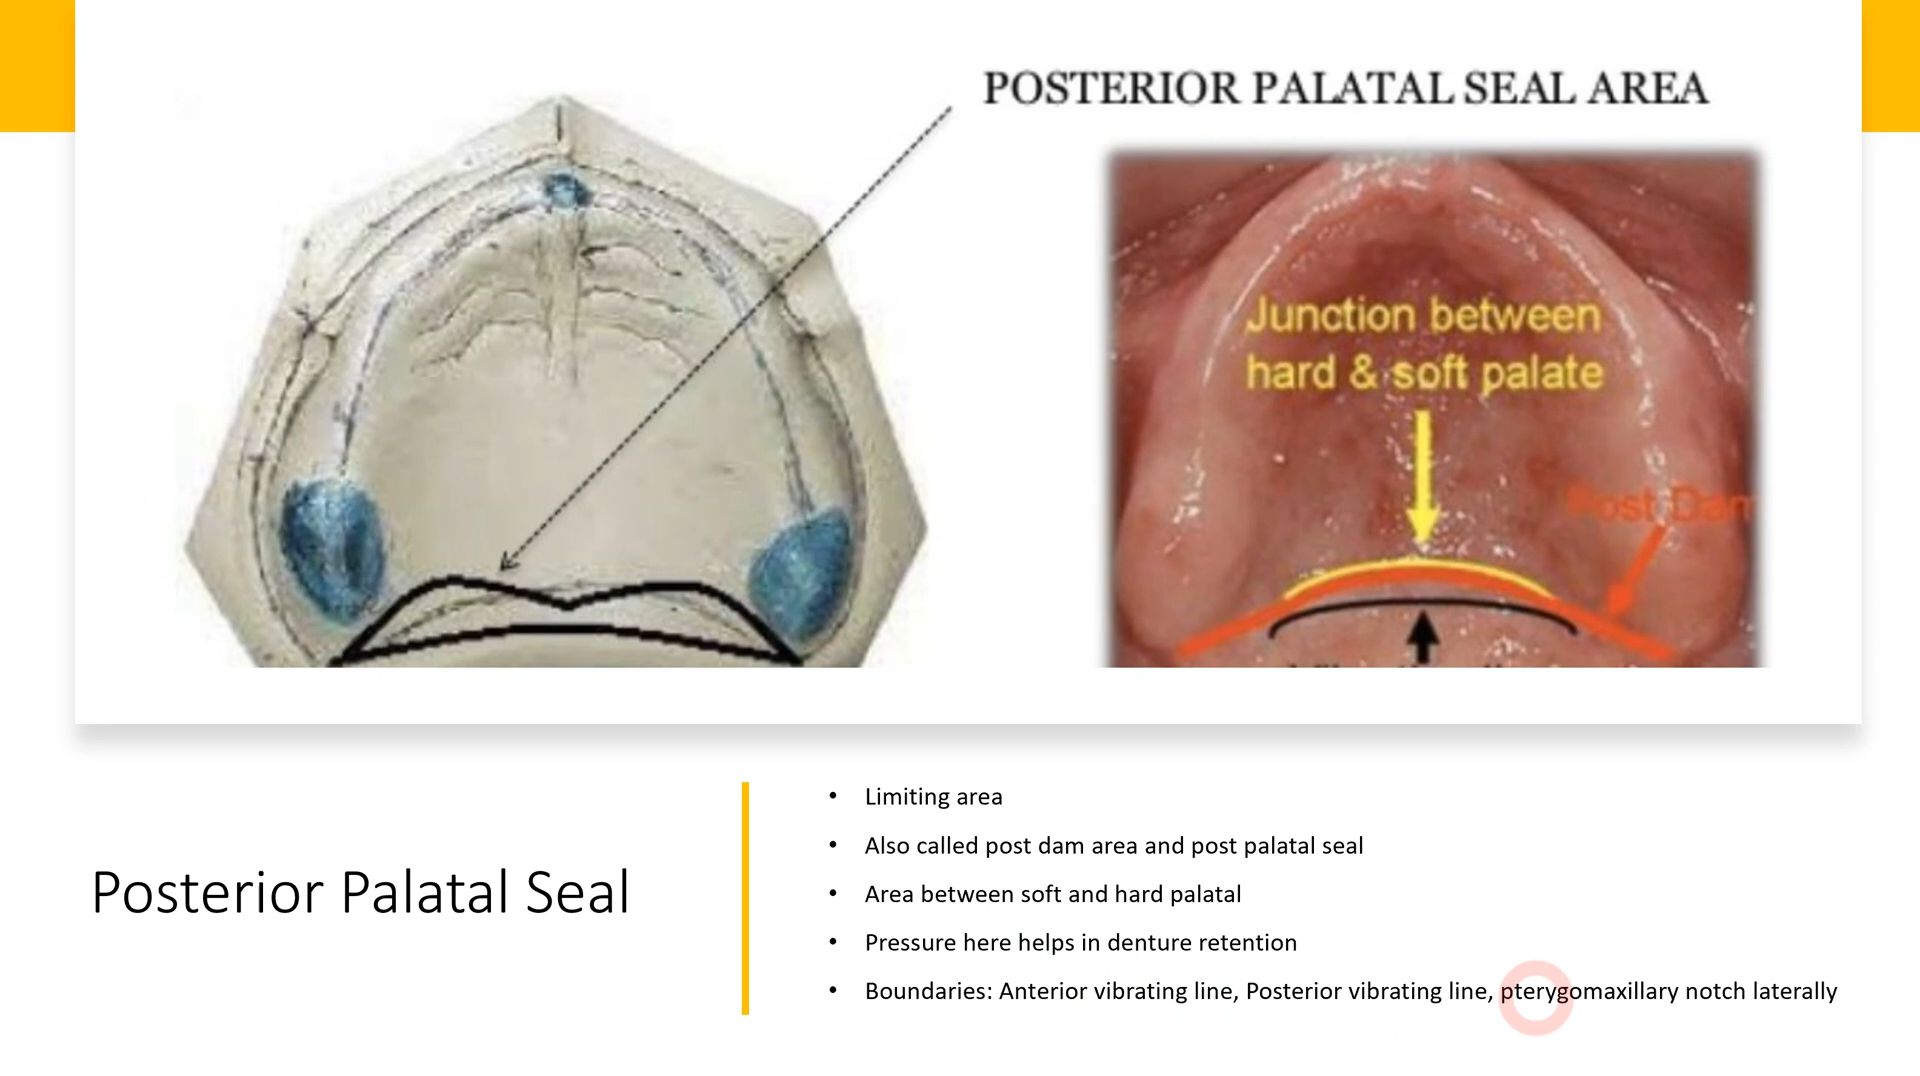 POSTERIOR PALATAL SEAL AREA
Junction between
hard & soft palate
Post Dam
Posterior Palatal Seal
• Limiting area
• Also called post dam area and post palatal seal
• Area between soft and hard palatal
• Pressure here helps in denture retention
• Boundaries: Anterior vibrating line, Posterior vibrating line, pterygomaxillary notch laterally